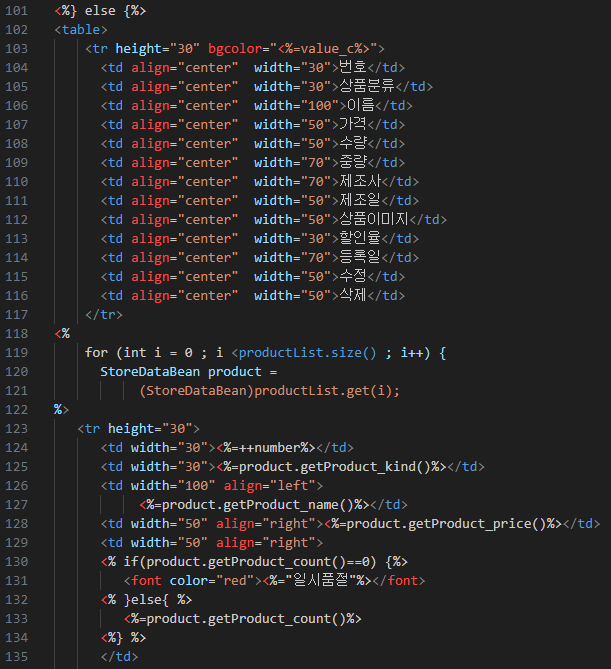 101 <%} else {%>
102 <table>
103 <tr height="30" bgcolor="<%=value_c%>">
104 <td align="center"  width="30">번호</td>
105 <td align="center"  width="30">상품분류</td>
106 <td align="center"  width="100">이름</td>
107 <td align="center"  width="50">가격</td>
108 <td align="center"  width="50">수량</td>
109 <td align="center"  width="70">중량</td>
110 <td align="center"  width="70">제조사</td>
111 <td align="center"  width="50">제조일</td>
112 <td align="center"  width="50">상품이미지</td>
113 <td align="center"  width="30">할인율</td>
114 <td align="center"  width="70">등록일</td>
115 <td align="center"  width="50">수정</td>
116 <td align="center"  width="50">삭제</td>
117 </tr>
118 <%
119 for (int i = 0 ; i <productList.size() ; i++) {
120 StoreDataBean product =
121 (StoreDataBean)productList.get(i);
122 %>
123 <tr height="30">
124 <td width="30"><%=++number%></td>
125 <td width="30"><%=product.getProduct_kind()%></td>
126 <td width="100" align="left">
127 <%=product.getProduct_name()%></td>
128 <td width="50" align="right"><%=product.getProduct_price()%></td>
129 <td width="50" align="right">
130 <% if(product.getProduct_count()==0) {%>
131 <font color="red"><%="일시품절"%></font>
132 <% }else{ %>
133 <%=product.getProduct_count()%>
134 <%} %>
135 </td>